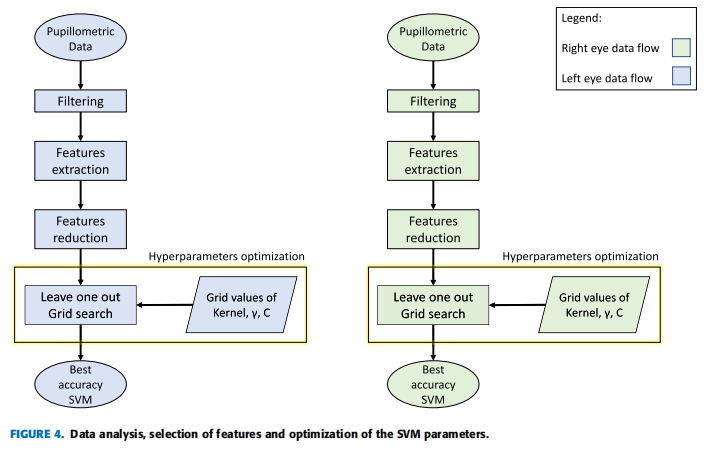 Pupillometric
Data
Filtering
Features
extraction
Features
reduction
Hyperparameters optimization
Leave one out
Grid search
Grid values of
Kernel, γ, C
Best
accuracy
SVM
Pupillometric
Data
Filtering
Features
extraction
Features
reduction
Hyperparameters optimization
Leave one out
Grid search
Grid values of
Kernel, γ, C
Best
accuracy
SVM
Legend:
Right eye data flow
Left eye data flow
FIGURE 4. Data analysis, selection of features and optimization of the SVM parameters.